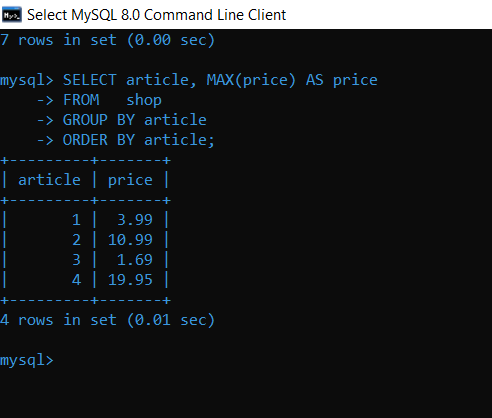 Select MySQL 8.0 Command Line Client
7 rows in set (0.00 sec)
mysql> SELECT article, MAX(price) AS price
    -> FROM   shop
    -> GROUP BY article
    -> ORDER BY article;
+---------+-------+
| article | price |
+---------+-------+
|       1 |  3.99 |
|       2 | 10.99 |
|       3 |  1.69 |
|       4 | 19.95 |
+---------+-------+
4 rows in set (0.01 sec)
mysql>